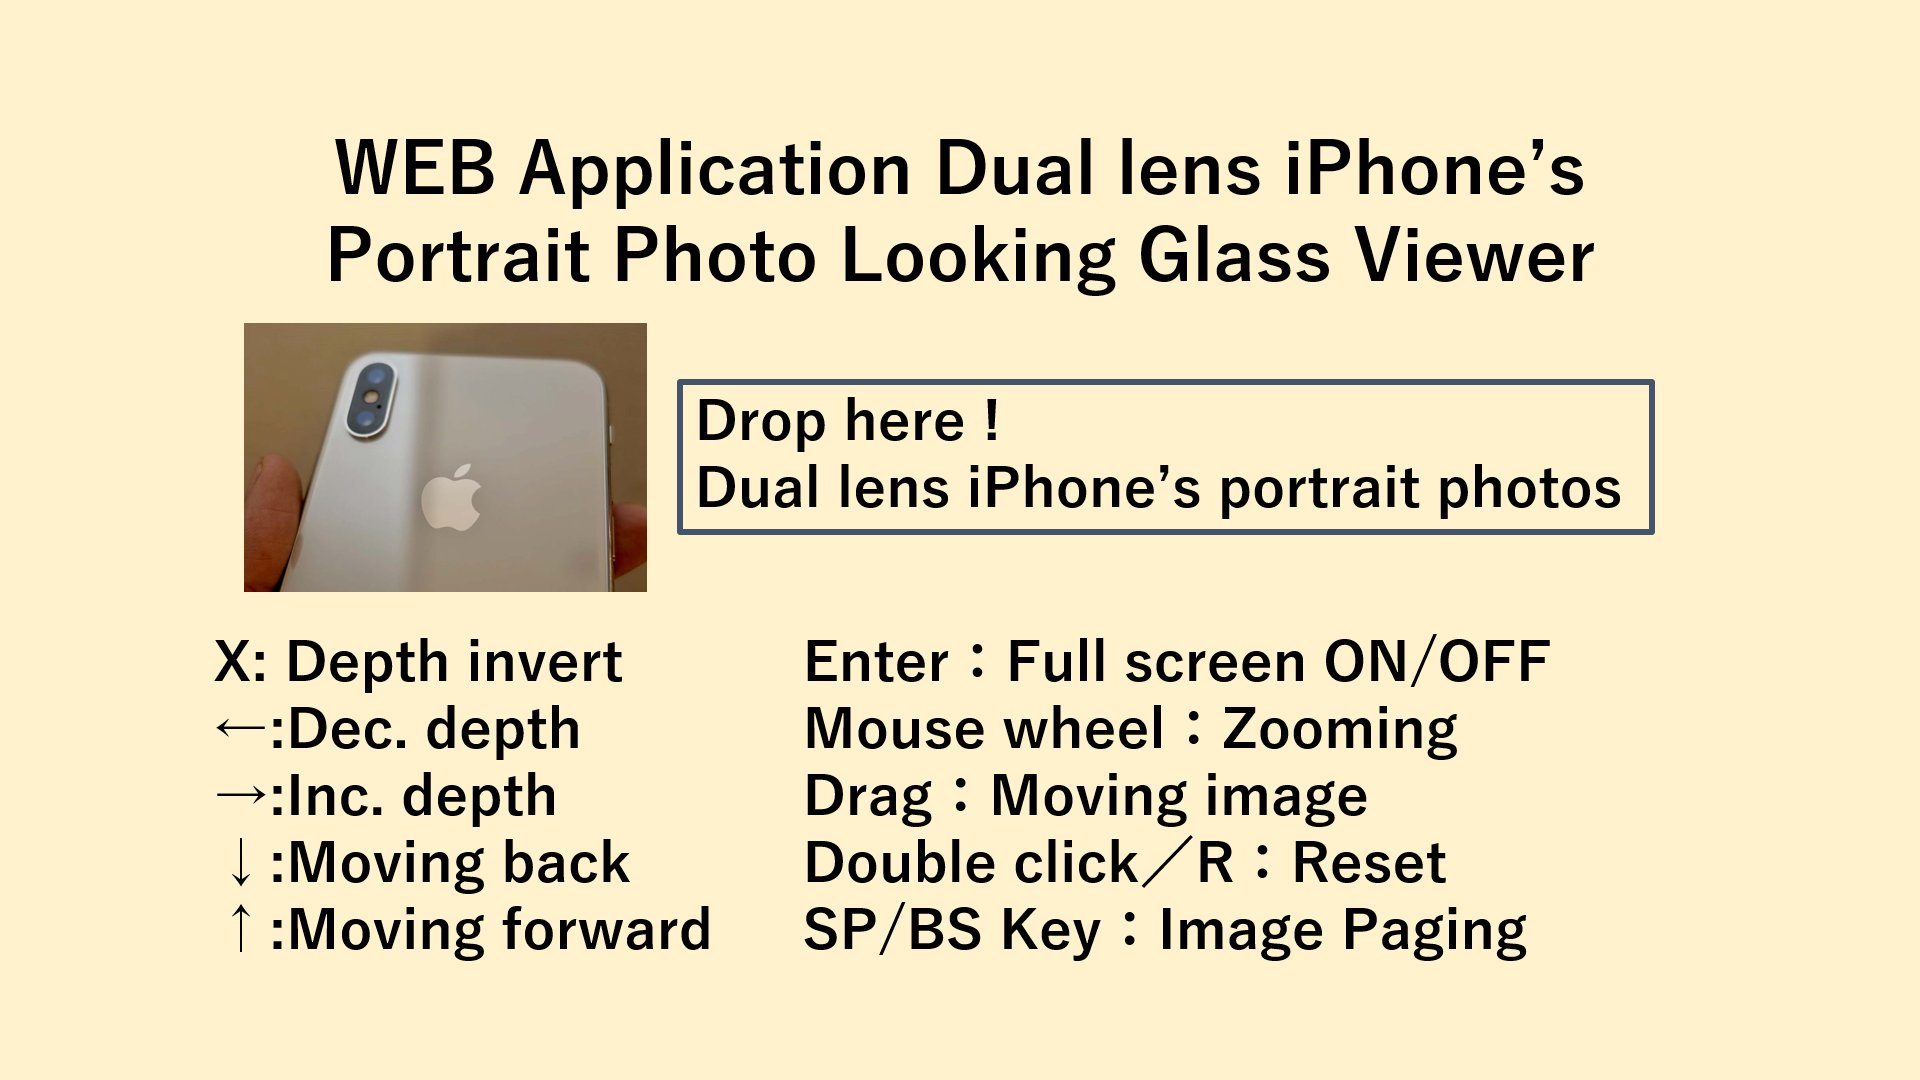 WEB Application Dual lens iPhone’s
Portrait Photo Looking Glass Viewer
Drop here！
Dual lens iPhone’s portrait photos
X: Depth invert
←:Dec. depth
→:Inc. depth
↓:Moving back
↑:Moving forward
Enter：Full screen ON/OFF
Mouse wheel：Zooming
Drag：Moving image
Double click／R：Reset
SP/BS Key：Image Paging